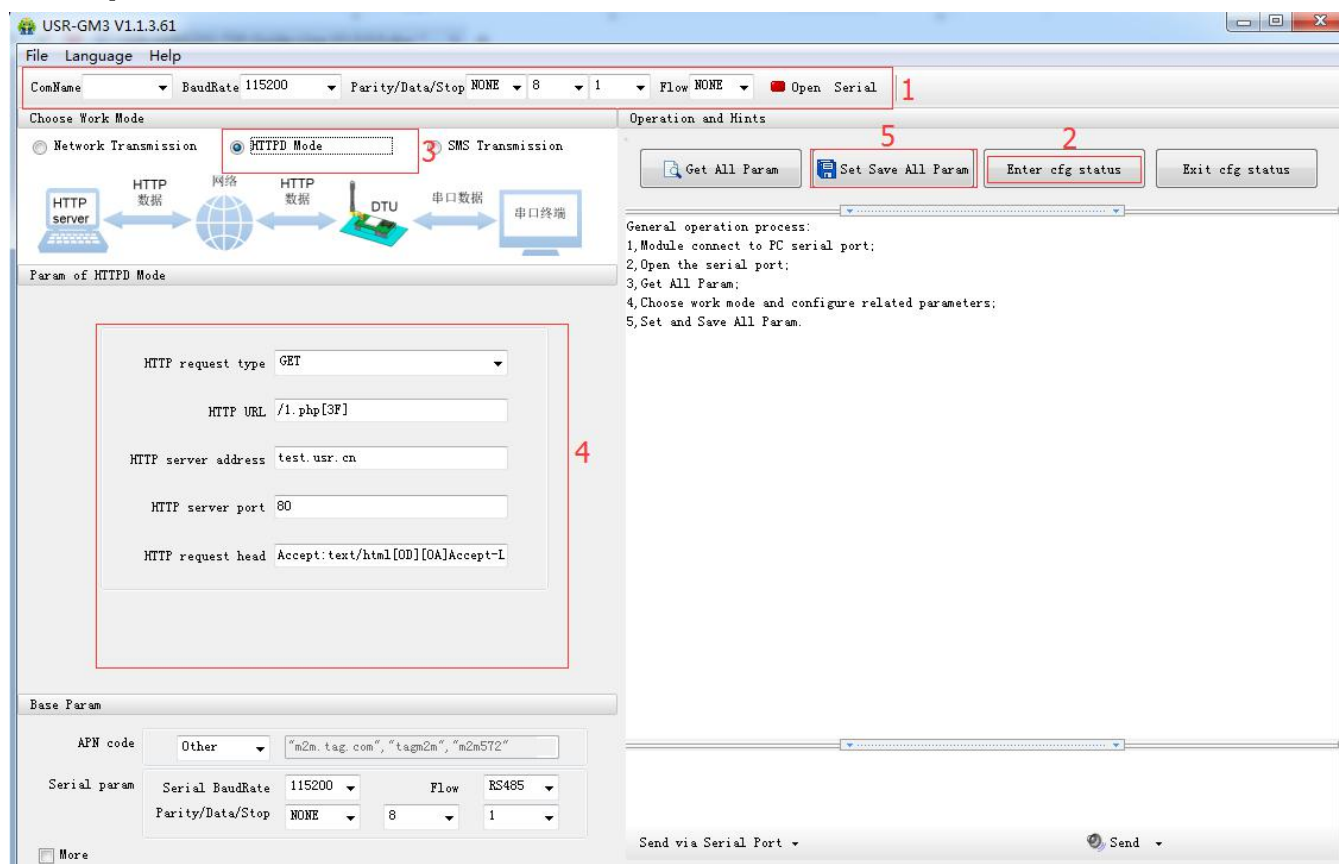 USR-GM3 V1.1.3.61
File Language Help
ComName BaudRate 115200 Parity/Data/Stop NONE 8 1 Flow NONE Open Serial 1
Choose Work Mode
Network Transmission HTTPD Mode 3 SMS Transmission
HTTP server
HTTP 数据
网络
HTTP 数据
DTU
串口数据
串口终端
Param of HTTPD Mode
HTTP request type GET
HTTP URL /1.php[3F]
HTTP server address test.usr.cn
4
HTTP server port 80
HTTP request head Accept:text/html[0D][0A]Accept-L
Base Param
APN code Other "m2m.tag.com","tagm2m","m2m572"
Serial param Serial BaudRate 115200 Flow RS485
Parity/Data/Stop NONE 8 1
More
Operation and Hints
5 2
Get All Param Set Save All Param Enter cfg status Exit cfg status
General operation process:
1,Module connect to PC serial port;
2,Open the serial port;
3,Get All Param;
4,Choose work mode and configure related parameters;
5,Set and Save All Param.
Send via Serial Port Send